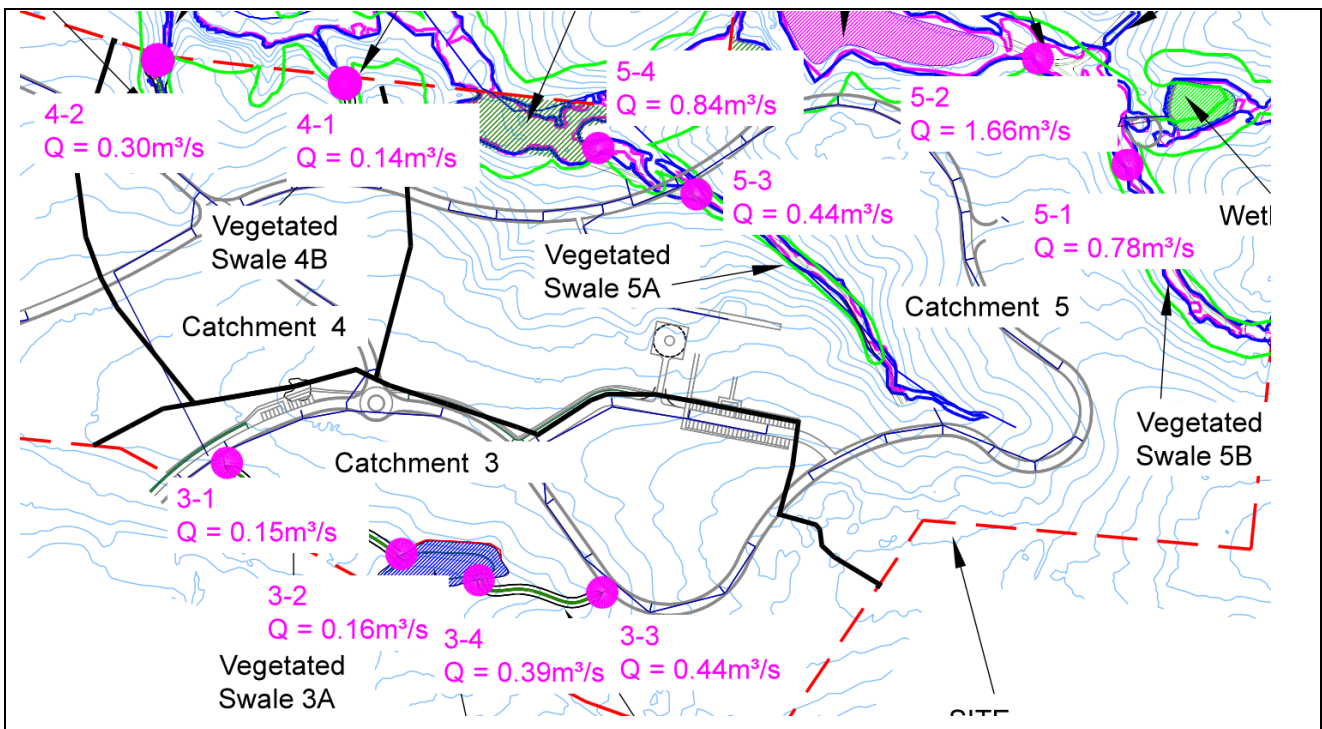 5-4
Q = 0.84m³/s
4-2
Q = 0.30m³/s
4-1
Q = 0.14m³/s
5-2
Q = 1.66m³/s
5-3
Q = 0.44m³/s
5-1
Q = 0.78m³/s
Vegetated
Swale 4B
Vegetated
Swale 5A
Catchment 4
Catchment 5
Vegetated
Swale 5B
Catchment 3
3-1
Q = 0.15m³/s
3-2
Q = 0.16m³/s
3-4
Q = 0.39m³/s
3-3
Q = 0.44m³/s
Vegetated
Swale 3A